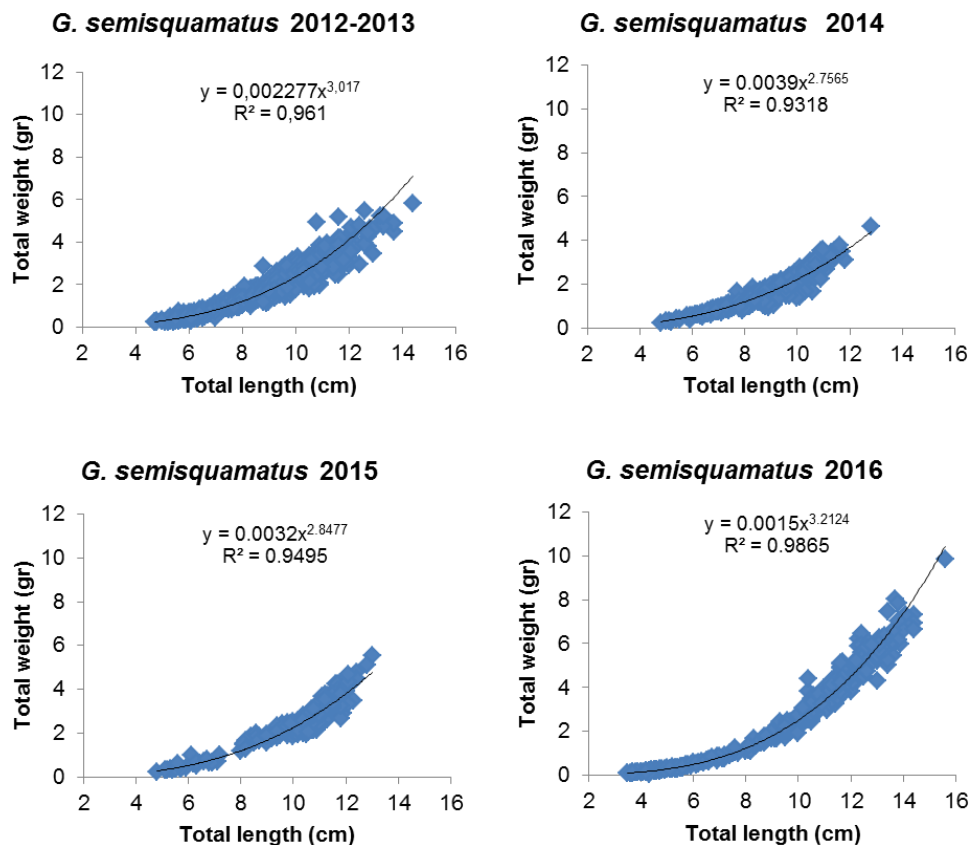 G. semisquamatus 2012-2013
y = 0,002277x^3,017
R² = 0,961
12
10
8
6
4
2
0
Total weight (gr)
2 4 6 8 10 12 14 16
Total length (cm)
G. semisquamatus 2014
y = 0.0039x^2.7565
R² = 0.9318
12
10
8
6
4
2
0
Total weight (gr)
2 4 6 8 10 12 14 16
Total length (cm)
G. semisquamatus 2015
y = 0.0032x^2.8477
R² = 0.9495
12
10
8
6
4
2
0
Total weight (gr)
2 4 6 8 10 12 14 16
Total length (cm)
G. semisquamatus 2016
y = 0.0015x^3.2124
R² = 0.9865
12
10
8
6
4
2
0
Total weight (gr)
2 4 6 8 10 12 14 16
Total length (cm)